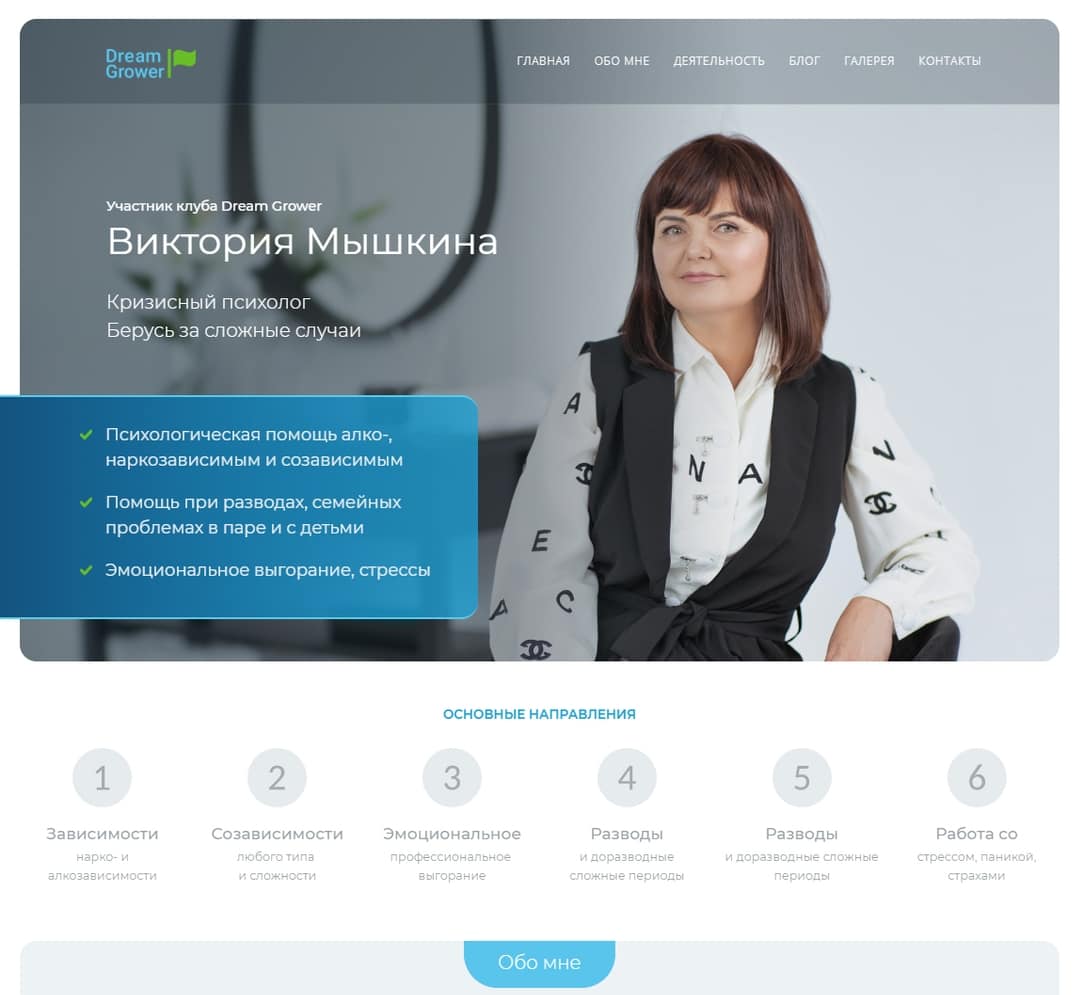 Dream
Grower
ГЛАВНАЯ ОБО МНЕ ДЕЯТЕЛЬНОСТЬ БЛОГ ГАЛЕРЕЯ КОНТАКТЫ
Участник клуба Dream Grower
Виктория Мышкина
Кризисный психолог
Берусь за сложные случаи
Психологическая помощь алко-,
наркозависимым и созависимым
Помощь при разводах, семейных
проблемах в паре и с детьми
Эмоциональное выгорание, стрессы
A
N A
N
E
C
A
ОСНОВНЫЕ НАПРАВЛЕНИЯ
1 2 3 4 5 6
Зависимости Созависимости Эмоциональное Разводы Разводы Работа со
нарко- и любого типа профессиональное и доразводные и доразводные сложные стрессом, паникой,
алкозависимости и сложности выгорание сложные периоды периоды страхами
Обо мне